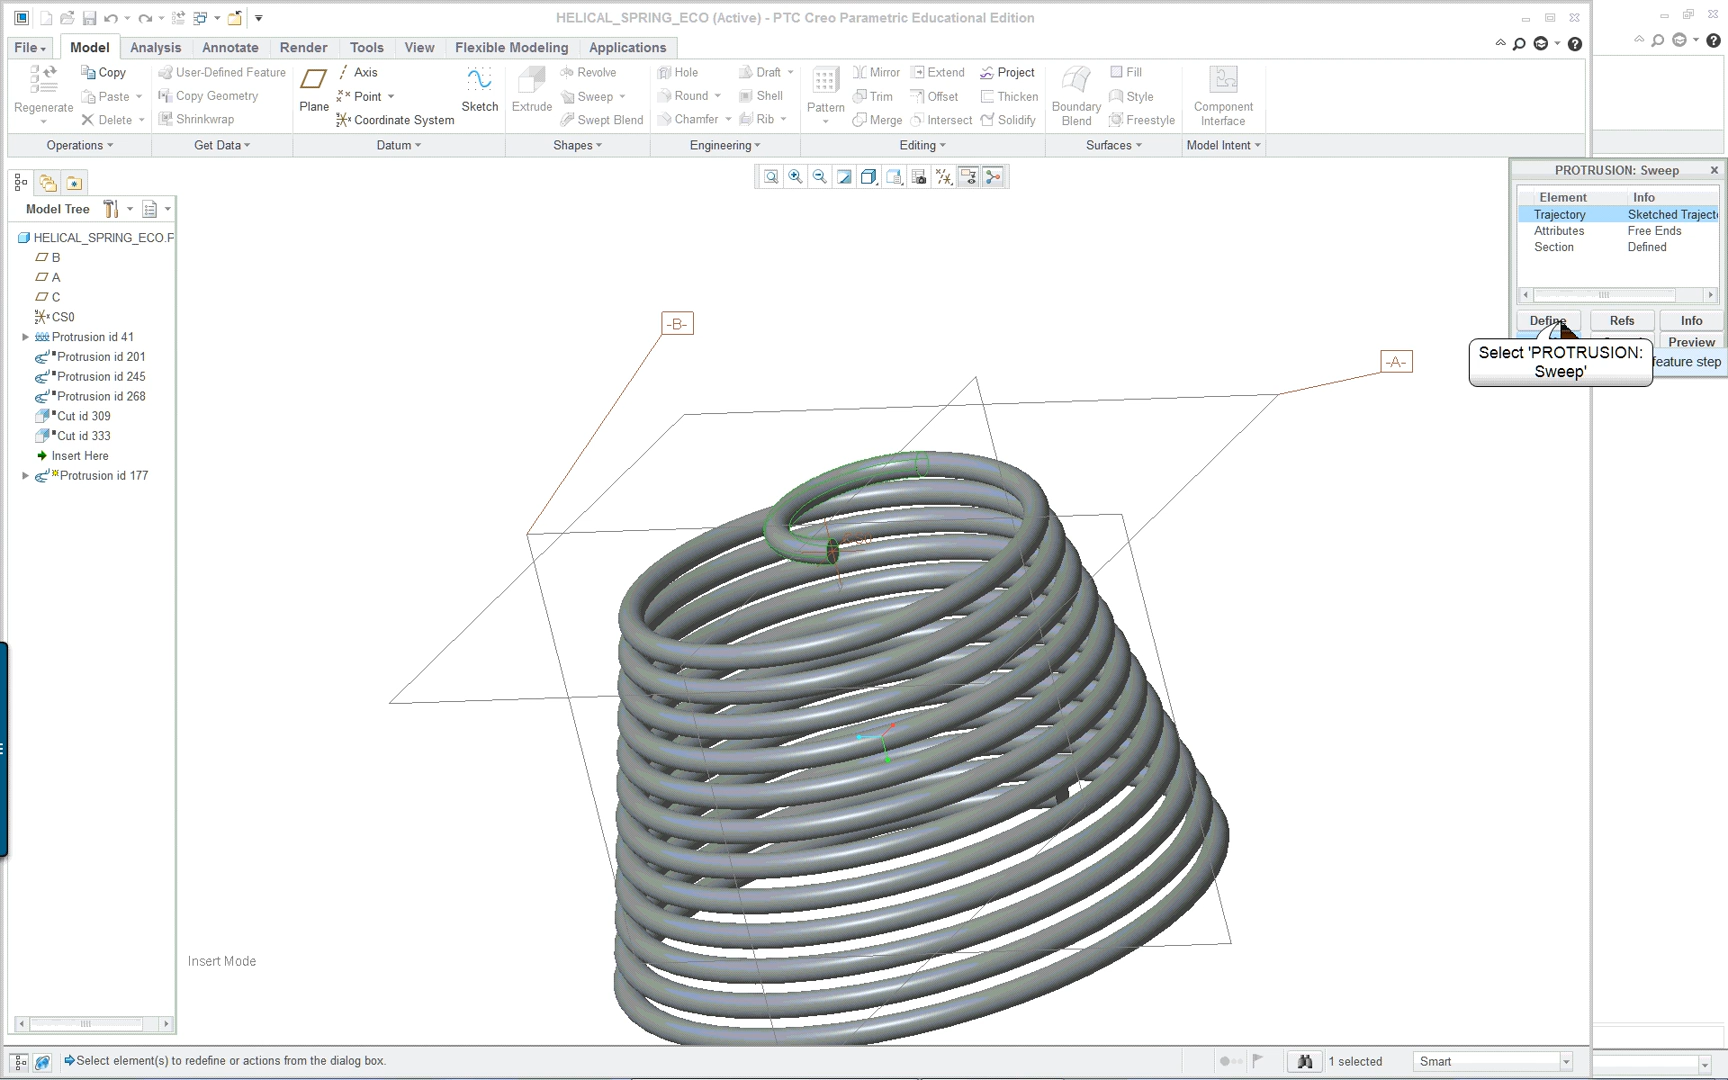 HELICAL_SPRING_ECO (Active) - PTC Creo Parametric Educational Edition
File Model Analysis Annotate Render Tools View Flexible Modeling Applications
Regenerate
Copy
Paste
Delete
User-Defined Feature
Copy Geometry
Shrinkwrap
Plane
Axis
Point
Coordinate System
Sketch
Extrude
Revolve
Sweep
Swept Blend
Hole
Round
Chamfer
Draft
Shell
Rib
Pattern
Mirror
Trim
Merge
Extend
Offset
Intersect
Project
Thicken
Solidify
Boundary
Blend
Fill
Style
Freestyle
Component
Interface
Operations Get Data Datum Shapes Engineering Editing Surfaces Model Intent
Model Tree
HELICAL_SPRING_ECO.P
B
A
C
CS0
Protrusion id 41
Protrusion id 201
Protrusion id 245
Protrusion id 268
Cut id 309
Cut id 333
Insert Here
Protrusion id 177
-B-
-A-
PROTRUSION: Sweep
Element Info
Trajectory Sketched Traject
Attributes Free Ends
Section Defined
Define Refs Info
Preview
Select 'PROTRUSION:
Sweep'
feature step
Insert Mode
Select element(s) to redefine or actions from the dialog box.
1 selected
Smart